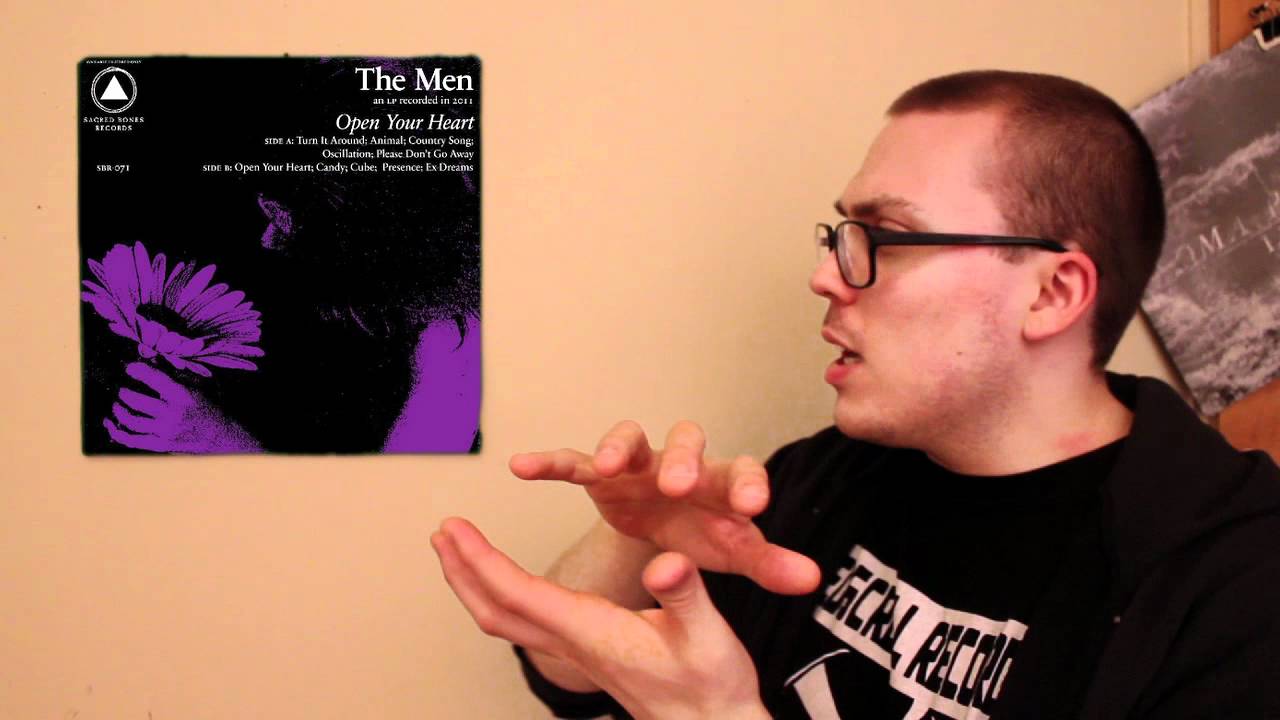 The Men
an LP recorded in 2011
Open Your Heart
SIDE A: Turn It Around; Animal; Country Song;
Oscillation; Please Don't Go Away
SIDE B: Open Your Heart; Candy; Cube; Presence; Ex-Dreams
SACRED BONES
RECORDS
SBR-071